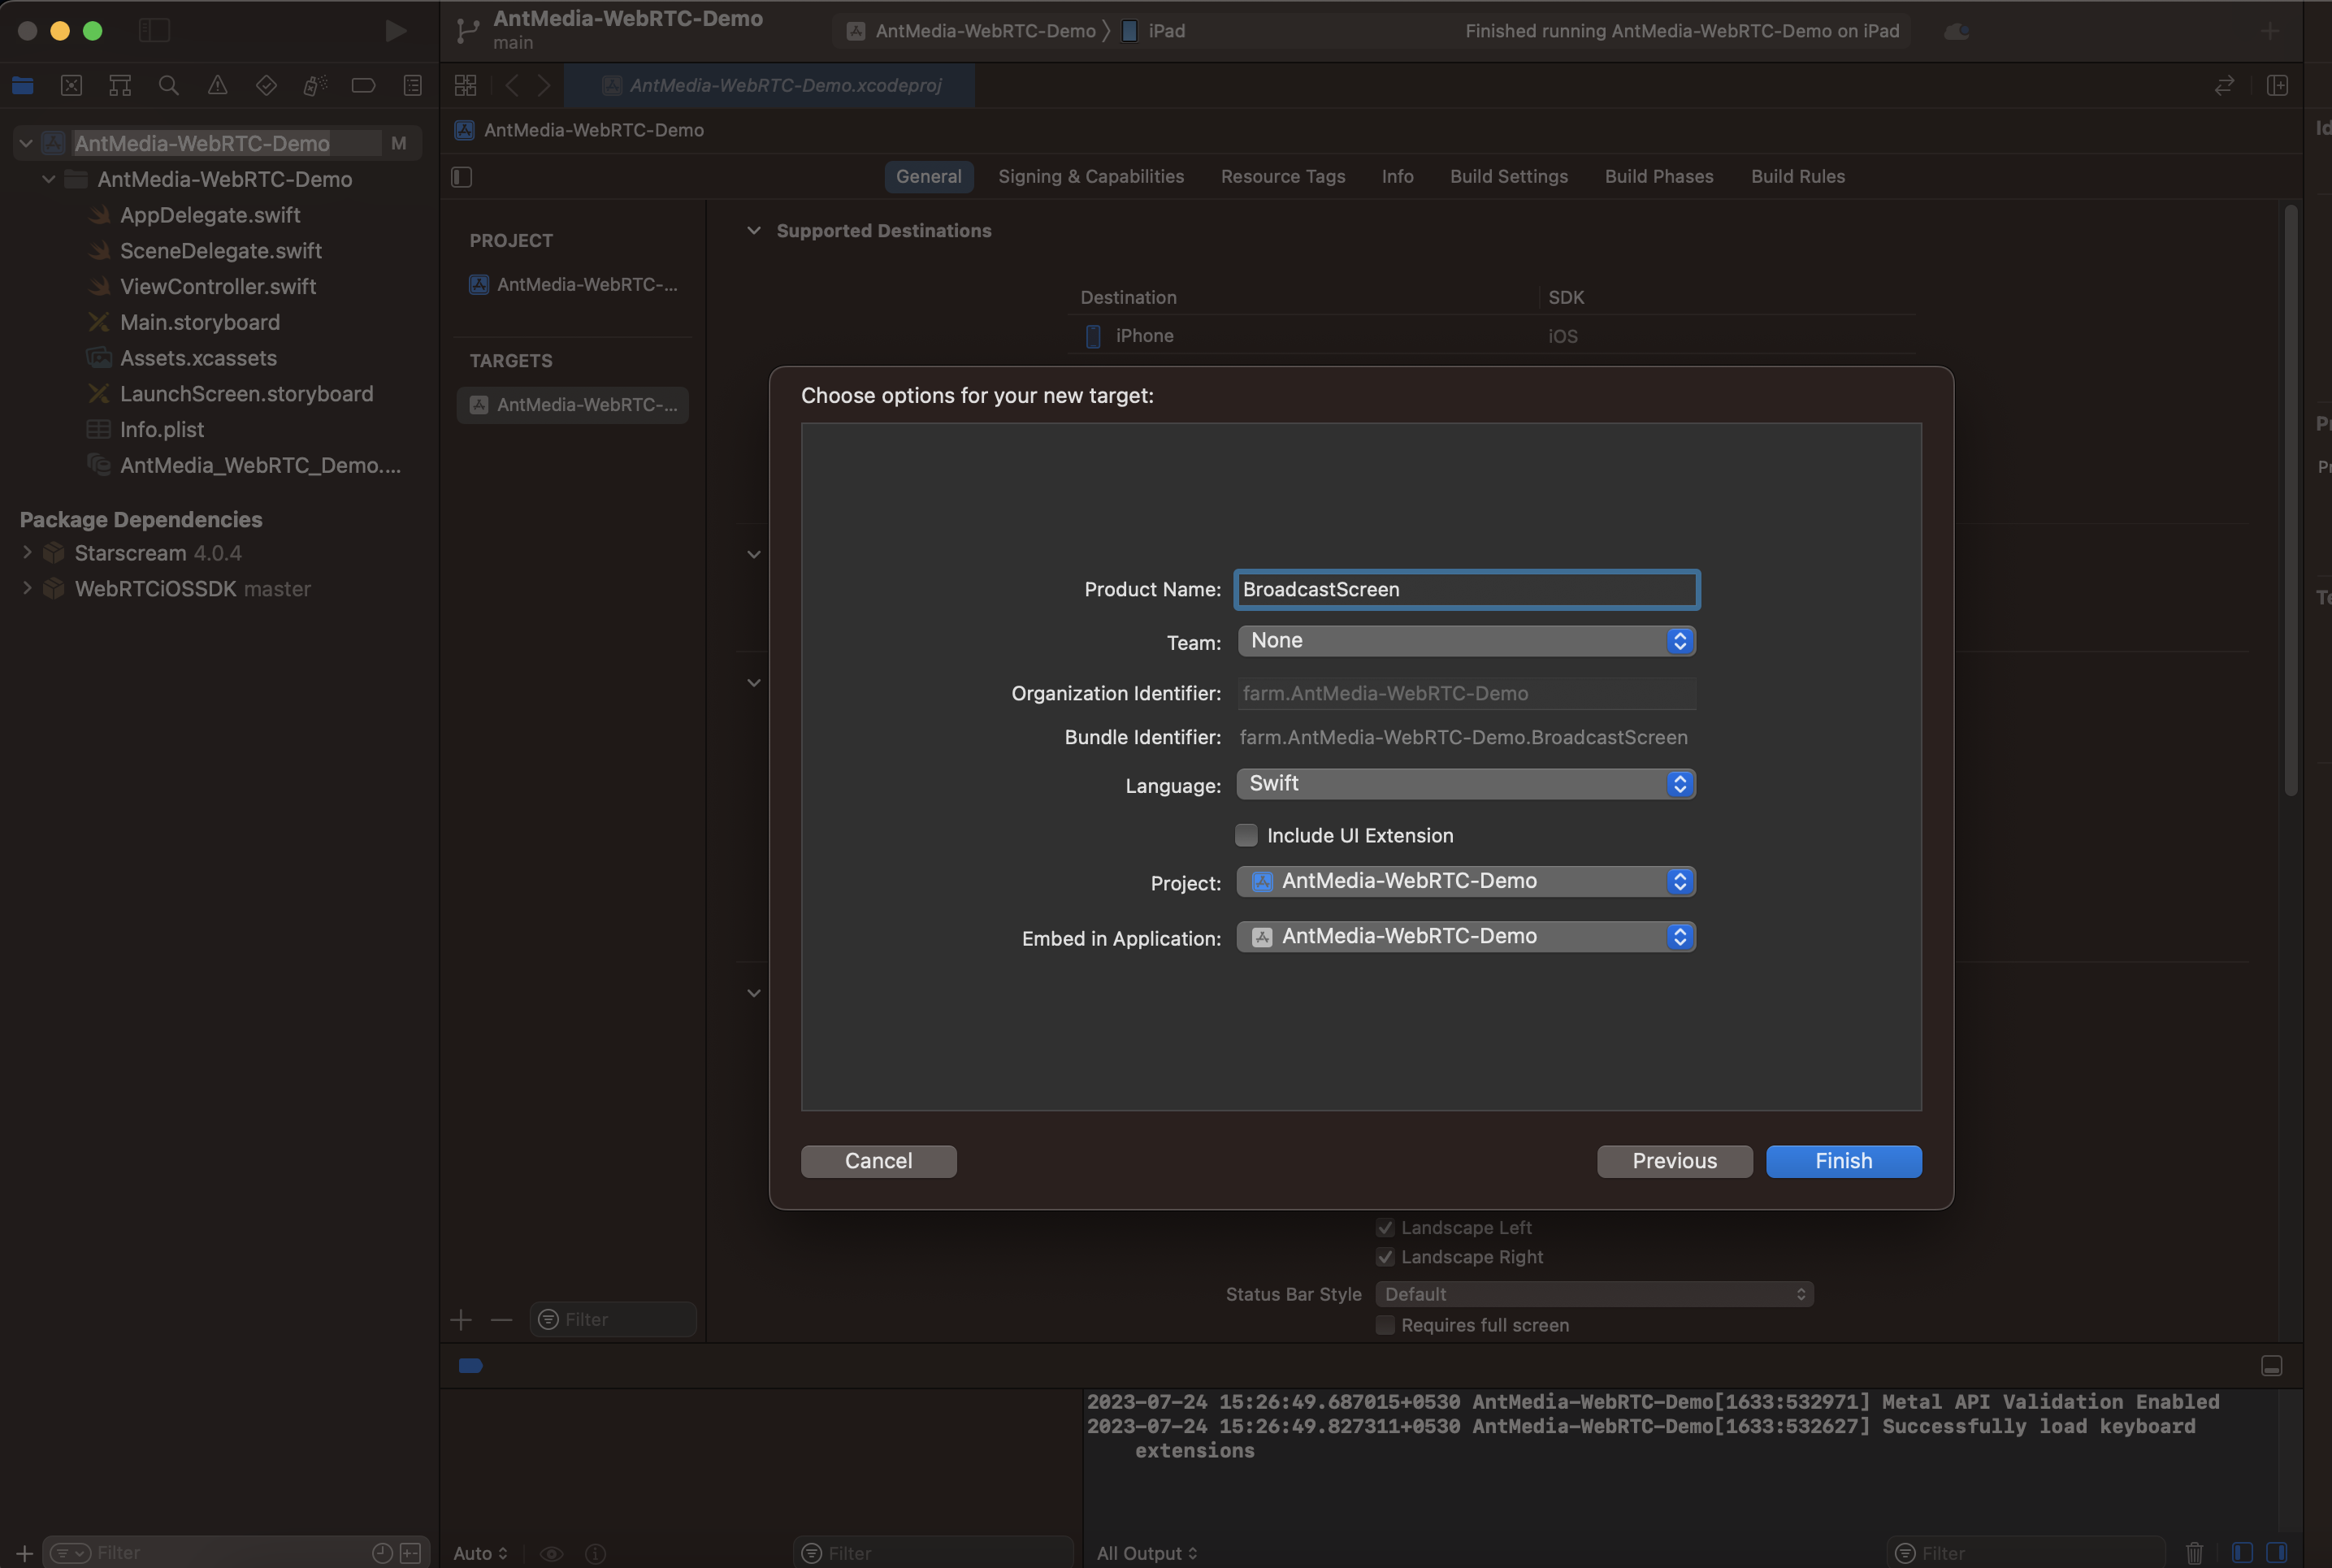 AntMedia-WebRTC-Demo
main
AntMedia-WebRTC-Demo
iPad
Finished running AntMedia-WebRTC-Demo on iPad
AntMedia-WebRTC-Demo.xcodeproj
AntMedia-WebRTC-Demo M
AntMedia-WebRTC-Demo
AppDelegate.swift
SceneDelegate.swift
ViewController.swift
Main.storyboard
Assets.xcassets
LaunchScreen.storyboard
Info.plist
AntMedia_WebRTC_Demo....
Package Dependencies
Starscream 4.0.4
WebRTCiOSSDK master
Filter
AntMedia-WebRTC-Demo
General Signing & Capabilities Resource Tags Info Build Settings Build Phases Build Rules
PROJECT
AntMedia-WebRTC-...
TARGETS
AntMedia-WebRTC-...
Filter
Supported Destinations
Destination SDK
iPhone iOS
Choose options for your new target:
Product Name: BroadcastScreen
Team: None
Organization Identifier: farm.AntMedia-WebRTC-Demo
Bundle Identifier: farm.AntMedia-WebRTC-Demo.BroadcastScreen
Language: Swift
Include UI Extension
Project: AntMedia-WebRTC-Demo
Embed in Application: AntMedia-WebRTC-Demo
Cancel Previous Finish
Landscape Left
Landscape Right
Status Bar Style Default
Requires full screen
2023-07-24 15:26:49.687015+0530 AntMedia-WebRTC-Demo[1633:532971] Metal API Validation Enabled
2023-07-24 15:26:49.827311+0530 AntMedia-WebRTC-Demo[1633:532627] Successfully load keyboard
extensions
Auto
Filter
All Output
Filter